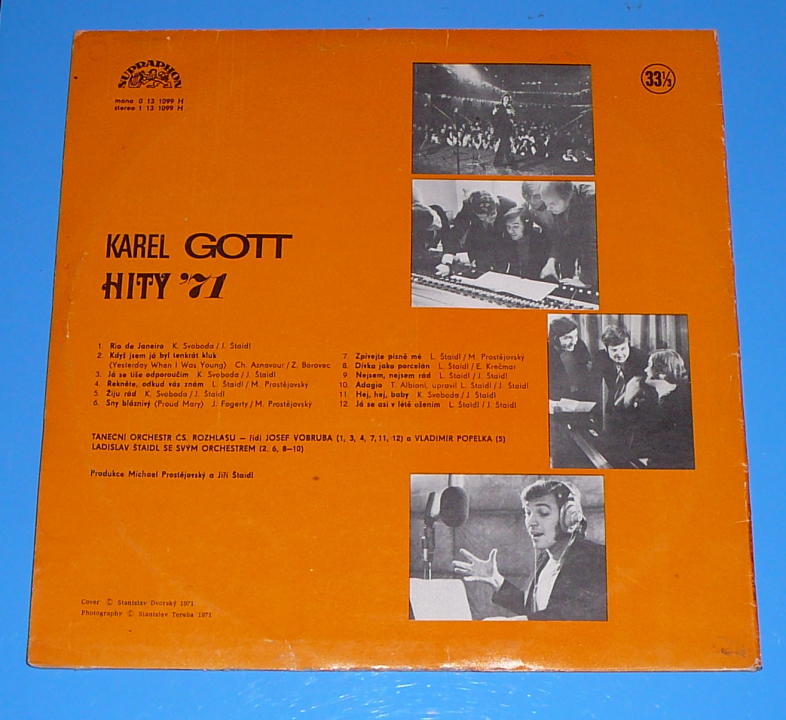 SUPRAPHON
mono 0 13 1099 H
stereo 1 13 1099 H
33⅓
KAREL GOTT
HITY '71
1. Rio de Janeiro K. Svoboda / J. Štaidl
2. Když jsem já byl tenkrát kluk
(Yesterday When I Was Young) Ch. Aznavour / Z. Borovec
3. Já se tiše odporoučím K. Svoboda / J. Štaidl
4. Rekněte, odkud vás znám L. Štaidl / M. Prostějovský
5. Žiju rád K. Svoboda / J. Štaidl
6. Sny bláznivý (Proud Mary) J. Fogerty / M. Prostějovský
7. Zpívejte písně mé L. Štaidl / M. Prostějovský
8. Dívka jako porcelán L. Štaidl / E. Krečmar
9. Nejsem, nejsem rád L. Štaidl / J. Štaidl
10. Adagio T. Albioni, upravil L. Štaidl / J. Štaidl
11. Hej, hej, baby K. Svoboda / J. Štaidl
12. Já se asi v létě ožením L. Štaidl / J. Štaidl
TANEČNÍ ORCHESTR ČS. ROZHLASU – řídí JOSEF VOBRUBA (1, 3, 4, 7, 11, 12) a VLADIMÍR POPELKA (5)
LADISLAV ŠTAIDL SE SVÝM ORCHESTREM (2, 6, 8–10)
Produkce Michael Prostějovský a Jiří Štaidl
Cover © Stanislav Dvorský 1971
Photography © Stanislav Tereba 1971